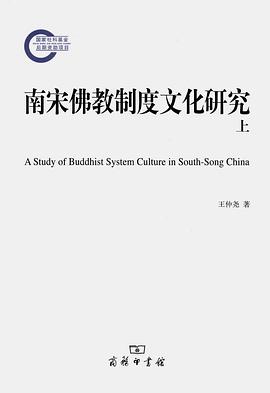 国家社科基金
后期资助项目
南宋佛教制度文化研究
上
A Study of Buddhist System Culture in South-Song China
王仲尧 著
商务印书馆